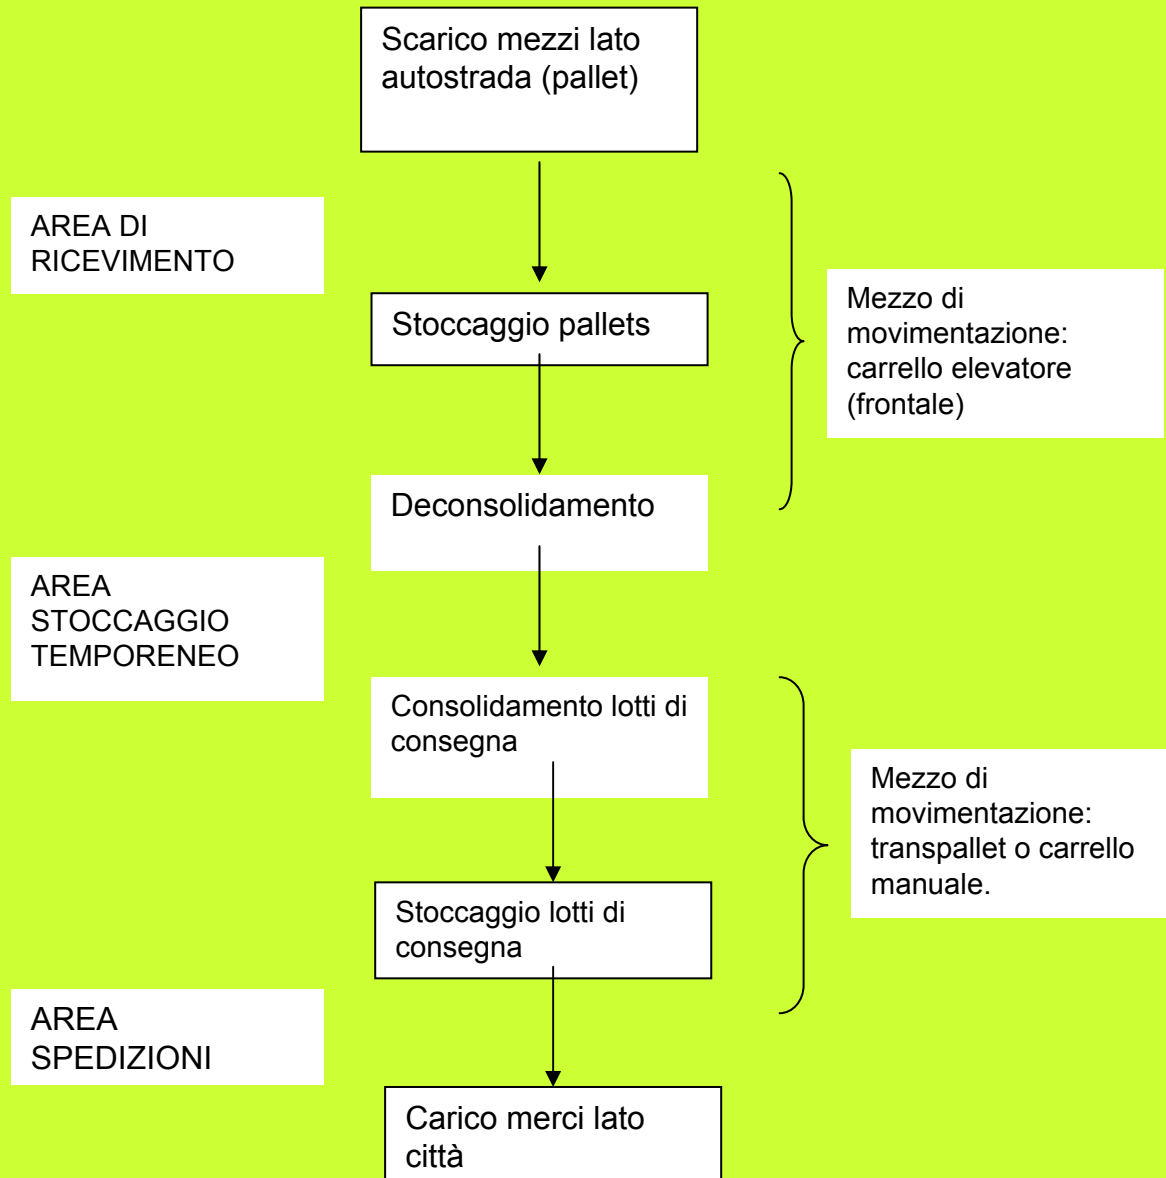 Scarico mezzi lato
autostrada (pallet)
AREA DI
RICEVIMENTO
Stoccaggio pallets
Mezzo di
movimentazione:
carrello elevatore
(frontale)
Deconsolidamento
AREA
STOCCAGGIO
TEMPORENEO
Consolidamento lotti di
consegna
Mezzo di
movimentazione:
transpallet o carrello
manuale.
Stoccaggio lotti di
consegna
AREA
SPEDIZIONI
Carico merci lato
città